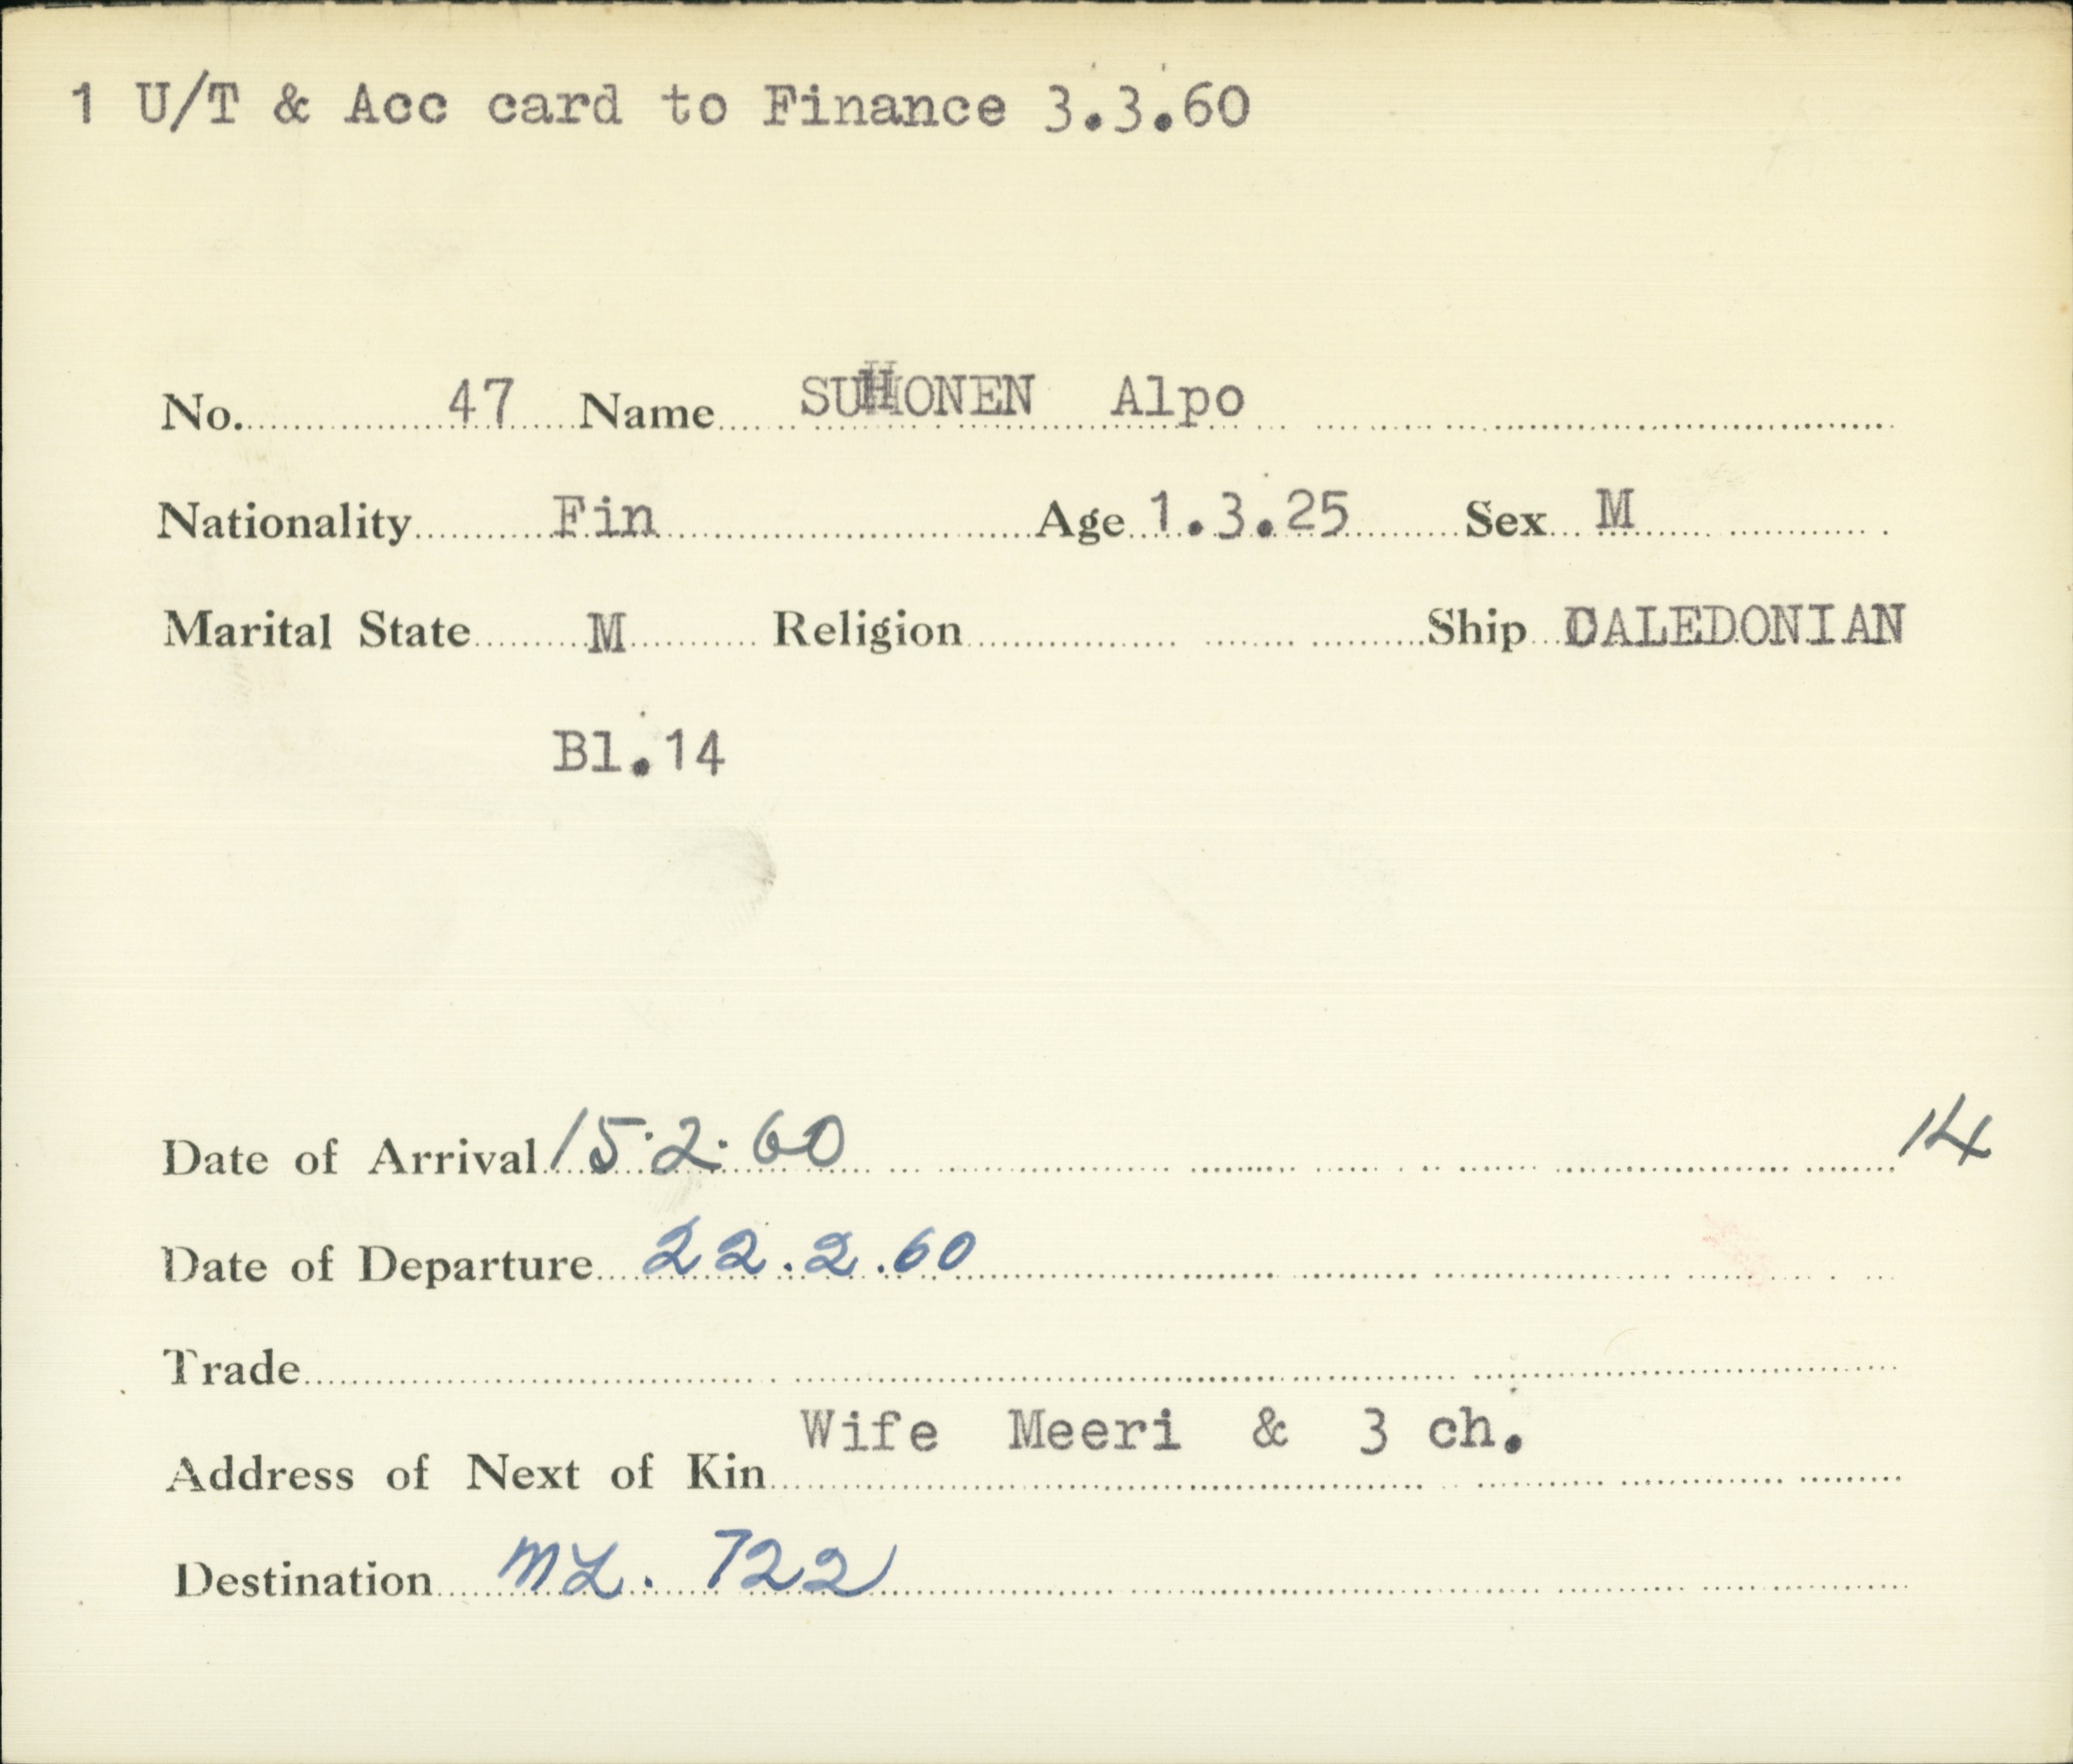 1 U/T & Acc card to Finance 3.3.60
No. 47 Name SUHONEN Alpo
Nationality Fin Age 1.3.25 Sex M
Marital State M Religion Ship CALEDONIAN
Bl.14
Date of Arrival 15.2.60 14
Date of Departure 22.2.60
Trade
Wife Meeri & 3 ch.
Address of Next of Kin
Destination ML. 722